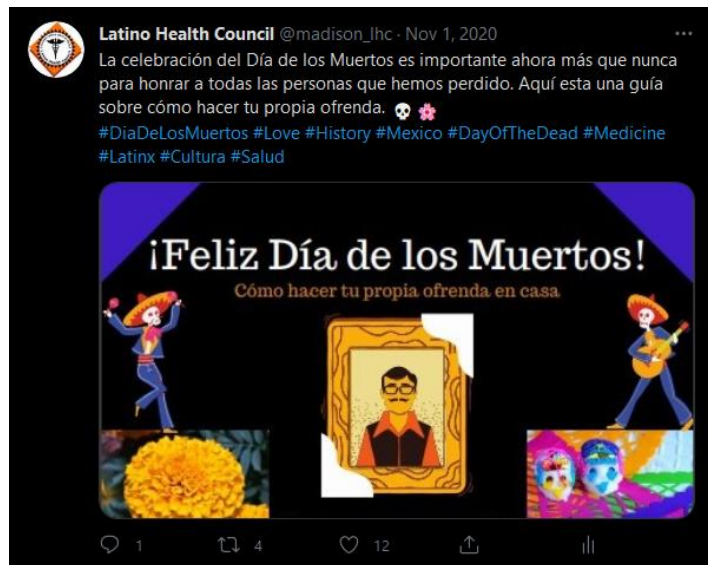 Latino Health Council @madison_lhc · Nov 1, 2020
La celebración del Día de los Muertos es importante ahora más que nunca
para honrar a todas las personas que hemos perdido. Aquí esta una guía
sobre cómo hacer tu propia ofrenda. 💀 🌸
#DiaDeLosMuertos #Love #History #Mexico #DayOfTheDead #Medicine
#Latinx #Cultura #Salud
¡Feliz Día de los Muertos!
Cómo hacer tu propia ofrenda en casa
1 4 12